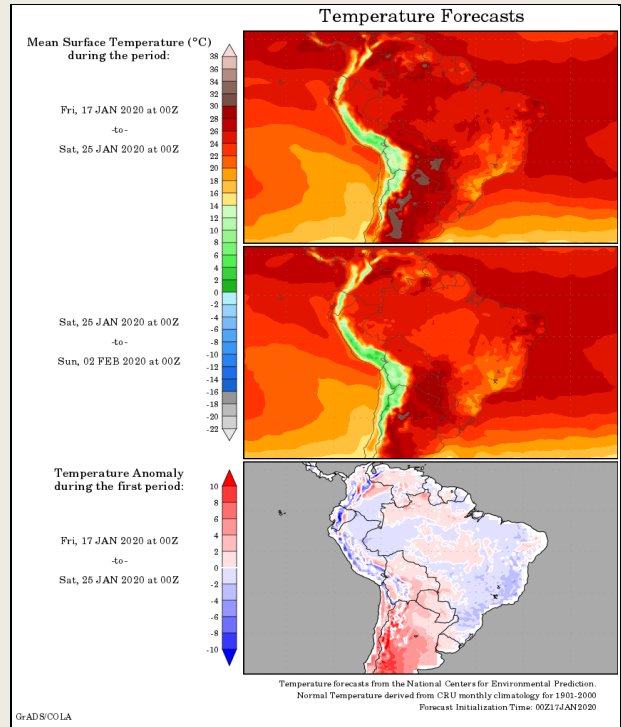 Temperature Forecasts
Mean Surface Temperature (°C)
during the period:
Fri, 17 JAN 2020 at 00Z
-to-
Sat, 25 JAN 2020 at 00Z
38
36
34
32
30
28
26
24
22
20
18
16
14
12
10
8
6
4
2
0
-2
-4
-6
-8
-10
-12
-14
-16
-18
-20
-22
Sat, 25 JAN 2020 at 00Z
-to-
Sun, 02 FEB 2020 at 00Z
Temperature Anomaly
during the first period:
Fri, 17 JAN 2020 at 00Z
-to-
Sat, 25 JAN 2020 at 00Z
10
8
6
4
2
0
-2
-4
-6
-8
-10
Temperature forecasts from the National Centers for Environmental Prediction.
Normal Temperature derived from CRU monthly climatology for 1901-2000
Forecast Initialization Time: 00Z17JAN2020
GrADS/COLA